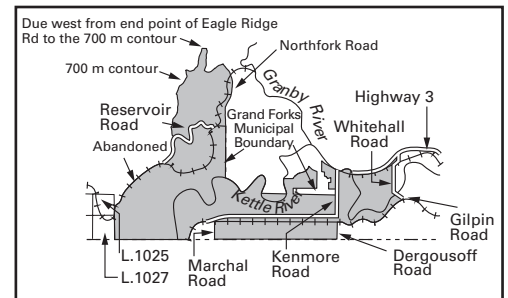 Due west from end point of Eagle Ridge
Rd to the 700 m contour
Northfork Road
700 m contour
Granby River
Highway 3
Reservoir
Road
Grand Forks
Municipal
Boundary
Whitehall
Road
Abandoned
Kettle River
Gilpin
Road
L.1025
L.1027
Marchal
Road
Kenmore
Road
Dergousoff
Road